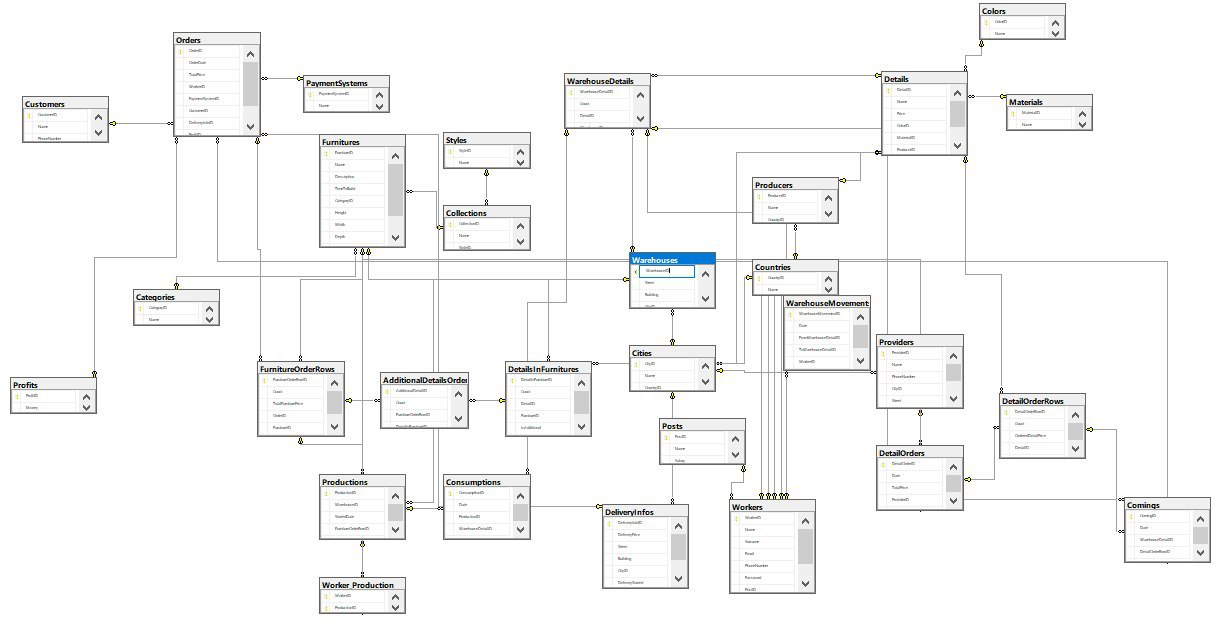 Colors
ColorID
Name
Orders
OrderID
OrderDate
TotalPrice
WorkerID
PaymentSystemID
CustomerID
DeliveryInfoID
ProfitID
PaymentSystems
PaymentSystemID
Name
Customers
CustomerID
Name
PhoneNumber
WarehouseDetails
WarehouseDetailID
Count
DetailID
Details
DetailID
Name
Price
ColorID
MaterialID
ProducerID
Materials
MaterialID
Name
Furnitures
FurnitureID
Name
Description
TimeToBuild
CategoryID
Height
Width
Depth
Styles
StyleID
Name
Collections
CollectionID
Name
StyleID
Producers
ProducerID
Name
CountryID
Warehouses
WarehouseID
Street
Building
CityID
Countries
CountryID
Name
WarehouseMovement
WarehouseMovementID
Date
FromWarehouseDetailID
ToWarehouseDetailID
WorkerID
Categories
CategoryID
Name
Providers
ProviderID
Name
PhoneNumber
CityID
Street
Cities
CityID
Name
CountryID
Profits
ProfitID
Money
FurnitureOrderRows
FurnitureOrderRowID
Count
TotalFurniturePrice
OrderID
FurnitureID
AdditionalDetailsOrder
AdditionalDetailID
Count
FurnitureOrderRowID
DetailsInFurnitures
DetailInFurnitureID
Count
DetailID
FurnitureID
IsAdditional
DetailOrderRows
DetailOrderRowID
Count
OrderedDetailPrice
DetailID
Posts
PostID
Name
Salary
DetailOrders
DetailOrderID
Date
TotalPrice
ProviderID
Productions
ProductionID
WarehouseID
StartedDate
FurnitureOrderRowID
Consumptions
ConsumptionID
Date
ProductionID
WarehouseDetailID
DeliveryInfos
DeliveryInfoID
DeliveryPrice
Street
Building
CityID
Workers
WorkerID
Name
Surname
Email
PhoneNumber
Password
PostID
Comings
ComingID
Date
WarehouseDetailID
DetailOrderRowID
Worker_Production
WorkerID
ProductionID